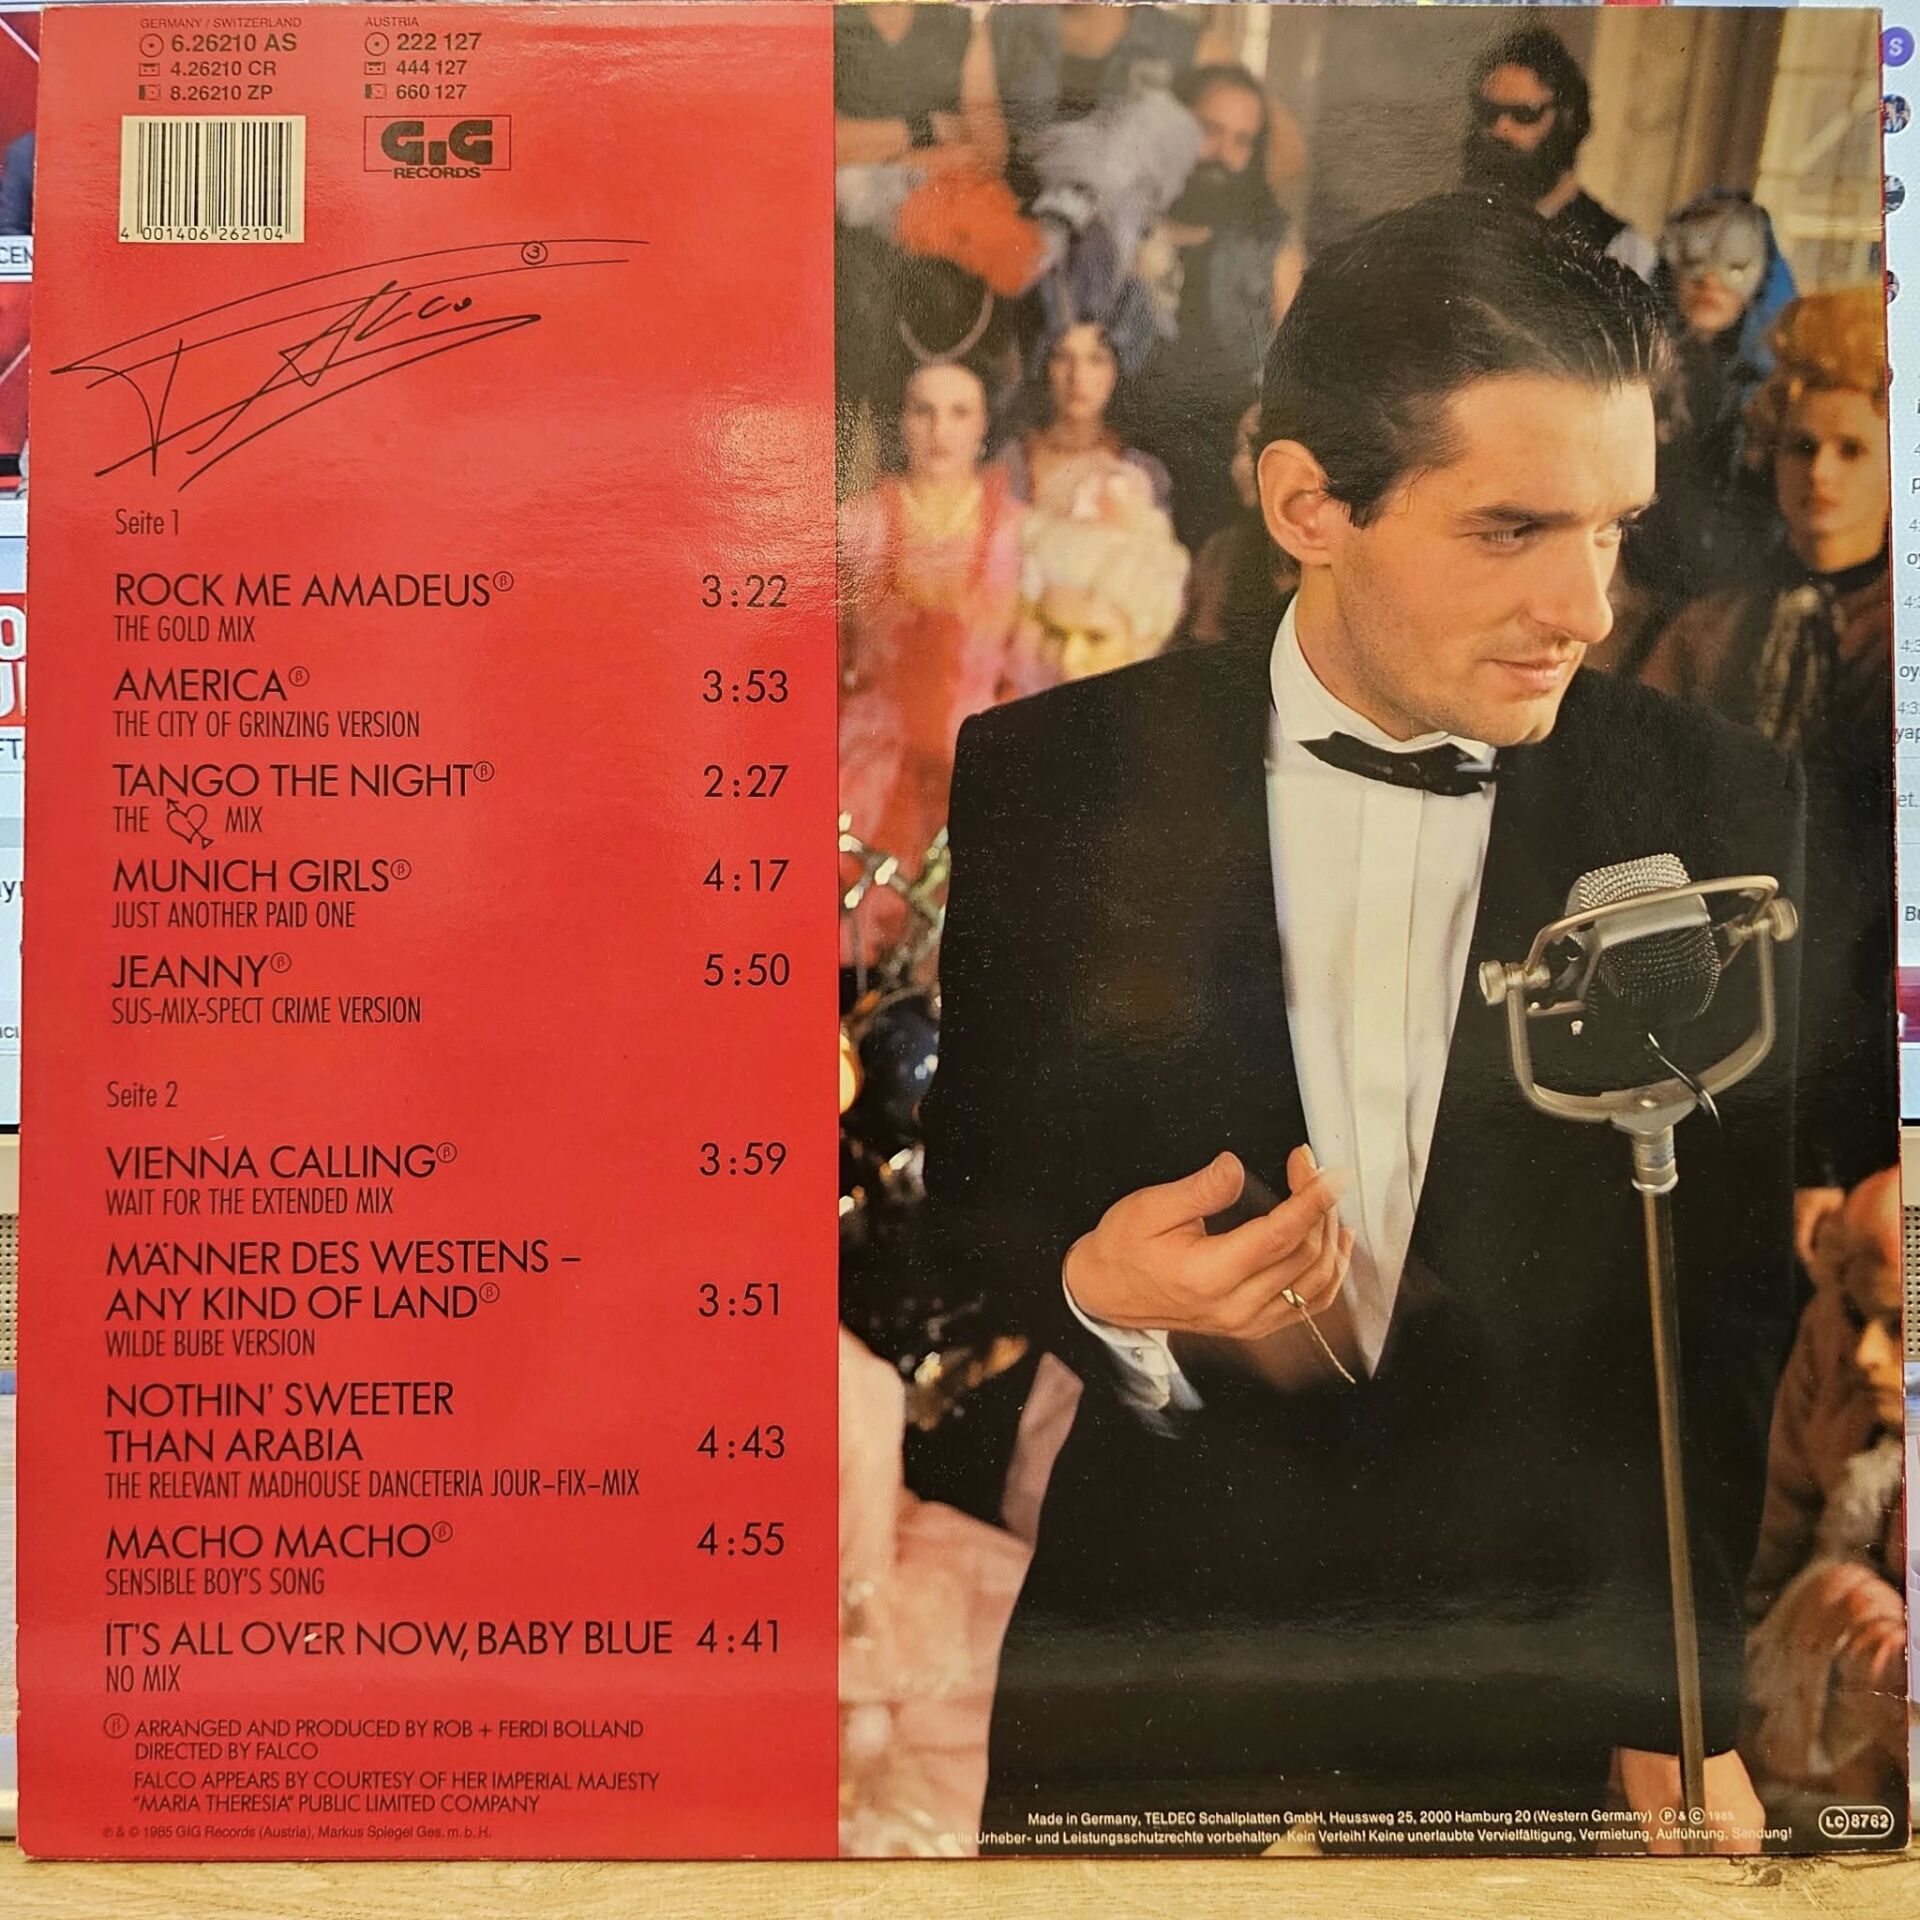 GERMANY / SWITZERLAND
6.26210 AS
4.26210 CR
8.26210 ZP
AUSTRIA
222 127
444 127
660 127
4 001406 262104
GiG
RECORDS
3
FALCO
Seite 1
ROCK ME AMADEUS ⓟ 3:22
THE GOLD MIX
AMERICA ⓟ 3:53
THE CITY OF GRINZING VERSION
TANGO THE NIGHT ⓟ 2:27
THE MIX
MUNICH GIRLS ⓟ 4:17
JUST ANOTHER PAID ONE
JEANNY ⓟ 5:50
SUS-MIX-SPECT CRIME VERSION
Seite 2
VIENNA CALLING ⓟ 3:59
WAIT FOR THE EXTENDED MIX
MÄNNER DES WESTENS –
ANY KIND OF LAND ⓟ 3:51
WILDE BUBE VERSION
NOTHIN' SWEETER
THAN ARABIA 4:43
THE RELEVANT MADHOUSE DANCETERIA JOUR-FIX-MIX
MACHO MACHO ⓟ 4:55
SENSIBLE BOY'S SONG
IT'S ALL OVER NOW, BABY BLUE 4:41
NO MIX
ⓟ ARRANGED AND PRODUCED BY ROB + FERDI BOLLAND
DIRECTED BY FALCO
FALCO APPEARS BY COURTESY OF HER IMPERIAL MAJESTY
"MARIA THERESIA" PUBLIC LIMITED COMPANY
℗ & © 1985 GIG Records (Austria), Markus Spiegel Ges. m. b. H.
Made in Germany, TELDEC Schallplatten GmbH, Heussweg 25, 2000 Hamburg 20 (Western Germany) ℗ & © 1985
Alle Urheber- und Leistungsschutzrechte vorbehalten. Kein Verleih! Keine unerlaubte Vervielfältigung, Vermietung, Aufführung, Sendung!
LC 8762